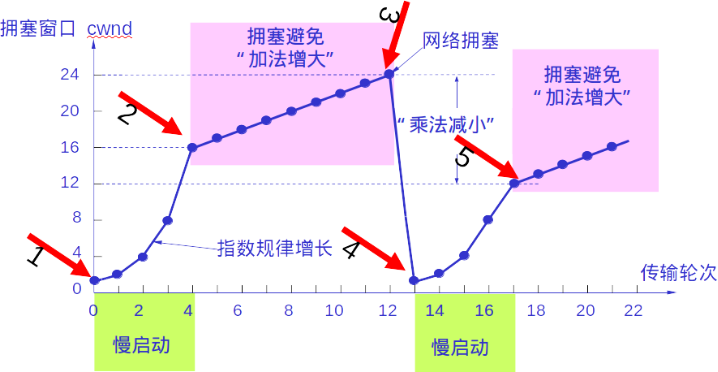 拥塞窗口 cwnd
拥塞避免
“加法增大”
3
网络拥塞
拥塞避免
“加法增大”
24
20
16
12
8
4
0
2
“乘法减小”
5
1
指数规律增长
4
传输轮次
0 2 4 6 8 10 12 14 16 18 20 22
慢启动
慢启动